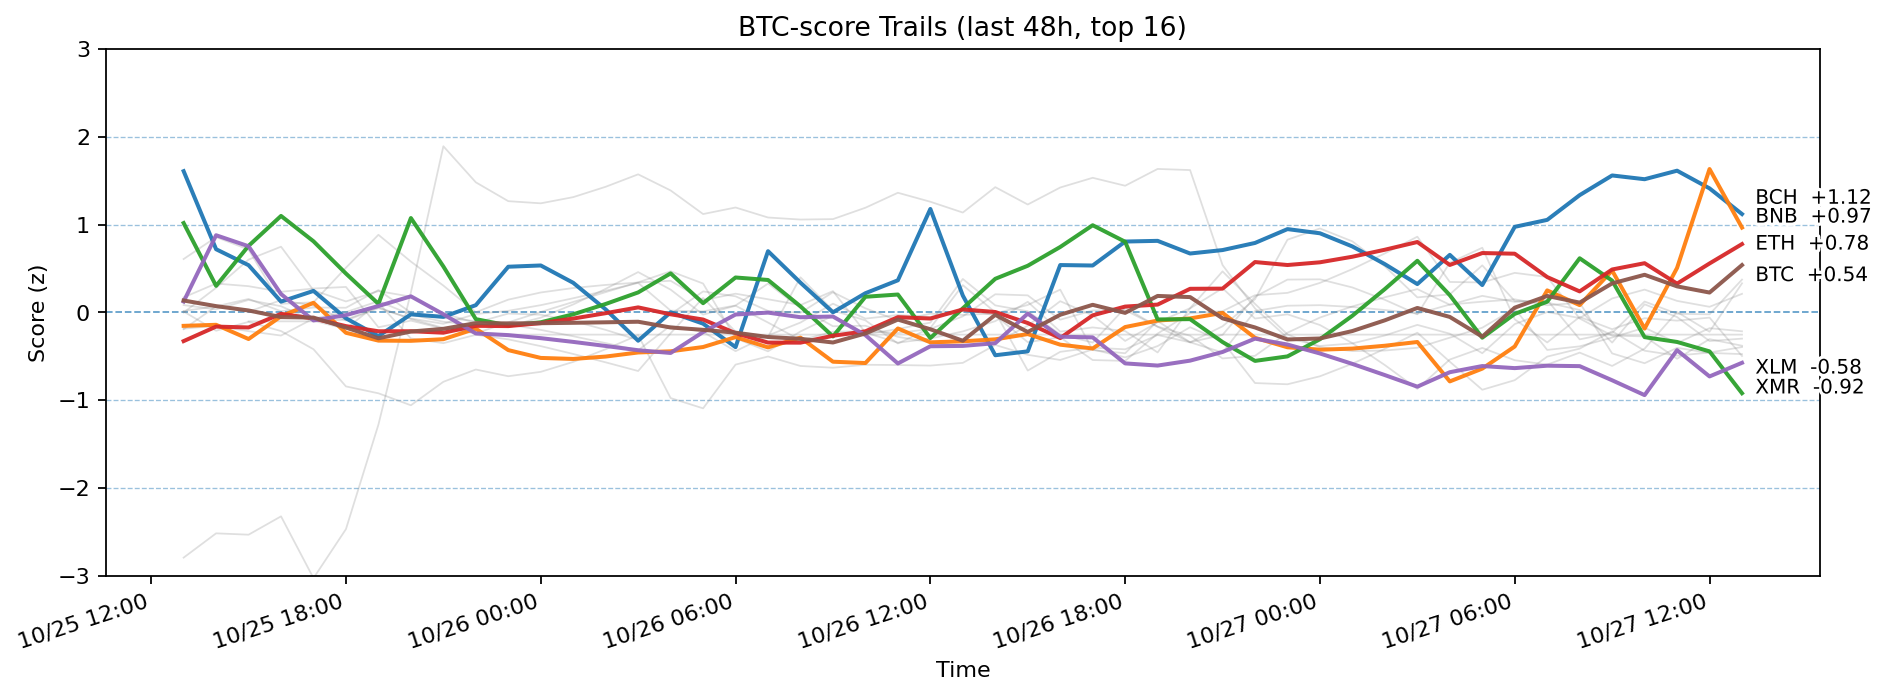 BTC-score Trails (last 48h, top 16)
3
2
1
0
−1
−2
−3
Score (z)
BCH +1.12
BNB +0.97
ETH +0.78
BTC +0.54
XLM -0.58
XMR -0.92
10/25 12:00
10/25 18:00
10/26 00:00
10/26 06:00
10/26 12:00
10/26 18:00
10/27 00:00
10/27 06:00
10/27 12:00
Time